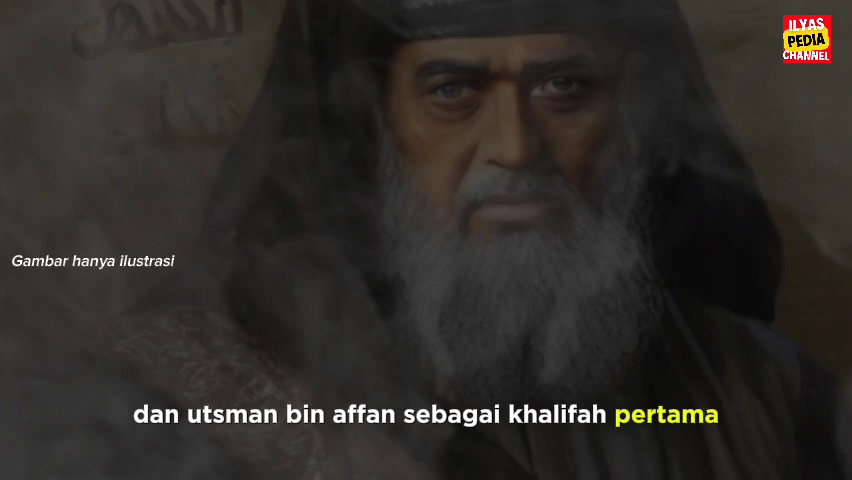 ILYAS
PEDIA
CHANNEL
Gambar hanya ilustrasi
dan utsman bin affan sebagai khalifah pertama